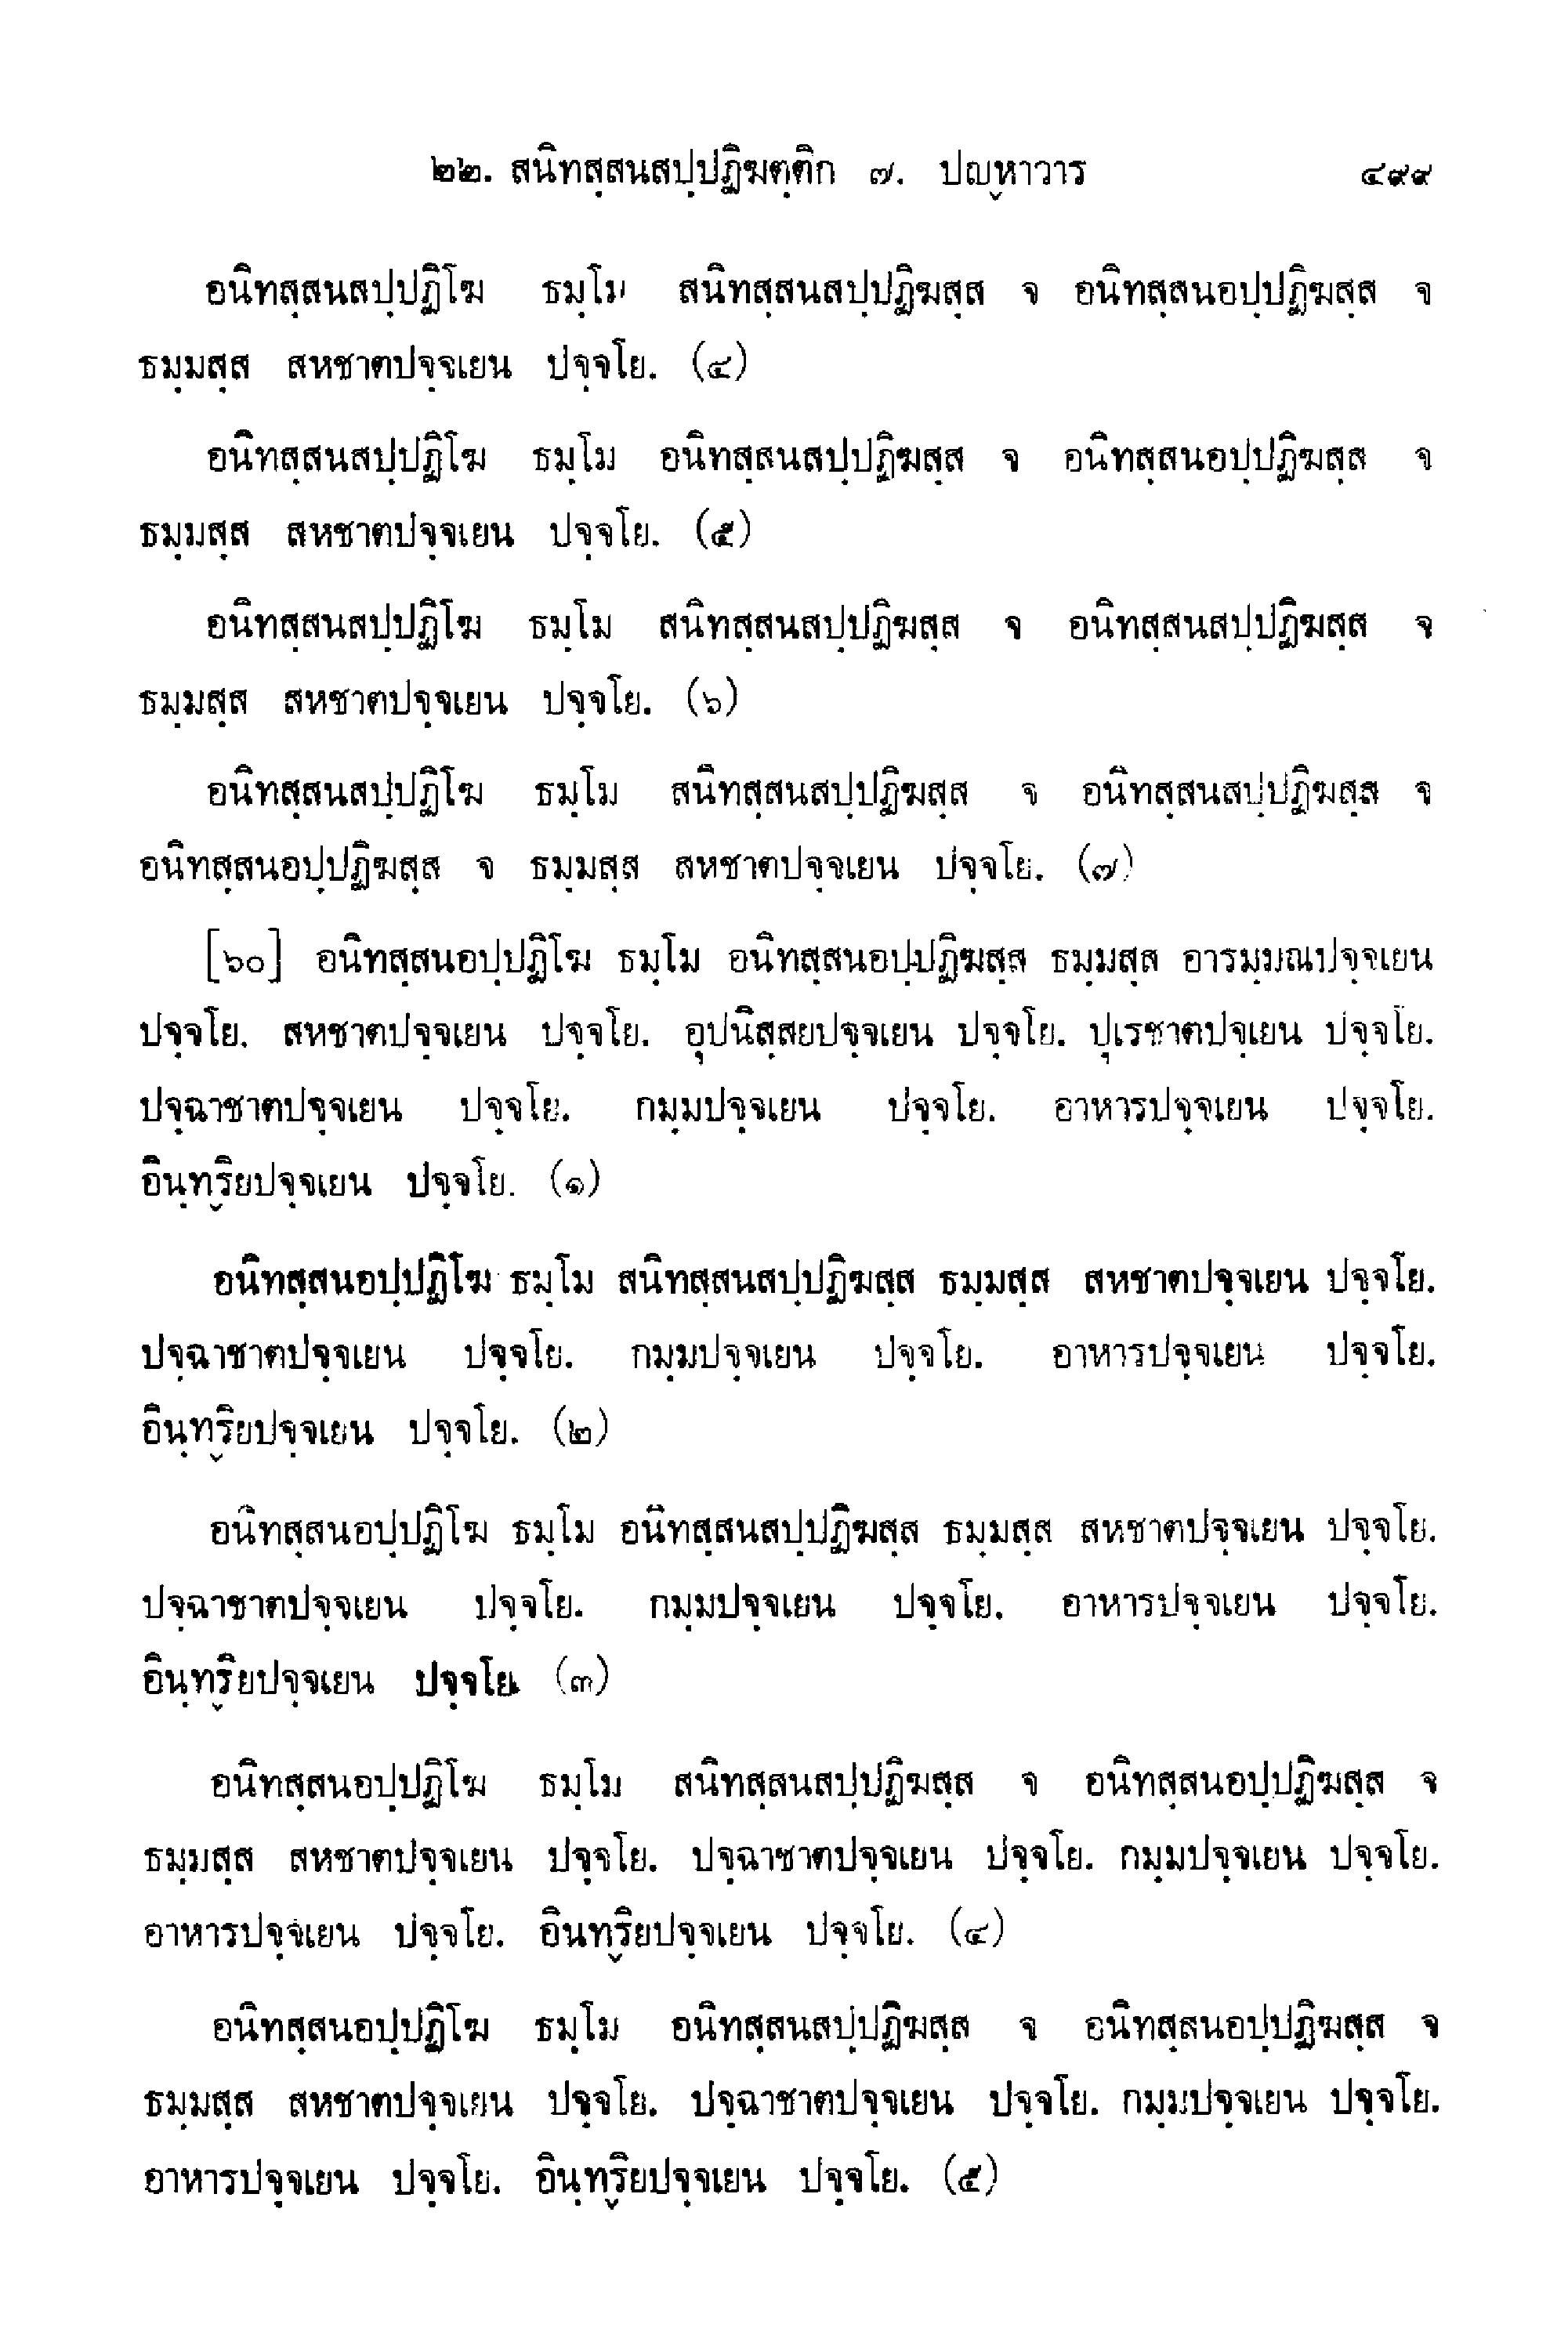 ๒๒. สนิทสฺสนสปฺปฏิฆตฺติก ๗. ปญฺหาวาร ๔๙๙
อนิทสฺสนสปฺปฏิโฆ ธมฺโม สนิทสฺสนสปฺปฏิฆสฺส จ อนิทสฺสนอปฺปฏิฆสฺส จ
ธมฺมสฺส สหชาตปจฺจเยน ปจฺจโย. (๔)
อนิทสฺสนสปฺปฏิโฆ ธมฺโม อนิทสฺสนสปฺปฏิฆสฺส จ อนิทสฺสนอปฺปฏิฆสฺส จ
ธมฺมสฺส สหชาตปจฺจเยน ปจฺจโย. (๕)
อนิทสฺสนสปฺปฏิโฆ ธมฺโม สนิทสฺสนสปฺปฏิฆสฺส จ อนิทสฺสนสปฺปฏิฆสฺส จ
ธมฺมสฺส สหชาตปจฺจเยน ปจฺจโย. (๖)
อนิทสฺสนสปฺปฏิโฆ ธมฺโม สนิทสฺสนสปฺปฏิฆสฺส จ อนิทสฺสนสปฺปฏิฆสฺส จ
อนิทสฺสนอปฺปฏิฆสฺส จ ธมฺมสฺส สหชาตปจฺจเยน ปจฺจโย. (๗)
[๖๐] อนิทสฺสนอปฺปฏิโฆ ธมฺโม อนิทสฺสนอปฺปฏิฆสฺส ธมฺมสฺส อารมฺมณปจฺจเยน
ปจฺจโย. สหชาตปจฺจเยน ปจฺจโย. อุปนิสฺสยปจฺจเยน ปจฺจโย. ปุเรชาตปจฺเยน ปจฺจโย.
ปจฺฉาชาตปจฺจเยน ปจฺจโย. กมฺมปจฺจเยน ปจฺจโย. อาหารปจฺจเยน ปจฺจโย.
อินฺทฺริยปจฺจเยน ปจฺจโย. (๑)
อนิทสฺสนอปฺปฏิโฆ ธมฺโม สนิทสฺสนสปฺปฏิฆสฺส ธมฺมสฺส สหชาตปจฺจเยน ปจฺจโย.
ปจฺฉาชาตปจฺจเยน ปจฺจโย. กมฺมปจฺจเยน ปจฺจโย. อาหารปจฺจเยน ปจฺจโย.
อินฺทฺริยปจฺจเยน ปจฺจโย. (๒)
อนิทสฺสนอปฺปฏิโฆ ธมฺโม อนิทสฺสนสปฺปฏิฆสฺส ธมฺมสฺส สหชาตปจฺจเยน ปจฺจโย.
ปจฺฉาชาตปจฺจเยน ปจฺจโย. กมฺมปจฺจเยน ปจฺจโย. อาหารปจฺจเยน ปจฺจโย.
อินฺทฺริยปจฺจเยน ปจฺจโย. (๓)
อนิทสฺสนอปฺปฏิโฆ ธมฺโม สนิทสฺสนสปฺปฏิฆสฺส จ อนิทสฺสนอปฺปฏิฆสฺส จ
ธมฺมสฺส สหชาตปจฺจเยน ปจฺจโย. ปจฺฉาชาตปจฺจเยน ปจฺจโย. กมฺมปจฺจเยน ปจฺจโย.
อาหารปจฺจเยน ปจฺจโย. อินทฺริยปจฺจเยน ปจฺจโย. (๔)
อนิทสฺสนอปฺปฏิโฆ ธมฺโม อนิทสฺสนสปฺปฏิฆสฺส จ อนิทสฺสนอปฺปฏิฆสฺส จ
ธมฺมสฺส สหชาตปจฺจเยน ปจฺจโย. ปจฺฉาชาตปจฺจเยน ปจฺจโย. กมฺมปจฺจเยน ปจฺจโย.
อาหารปจฺจเยน ปจฺจโย. อินฺทฺริยปจฺจเยน ปจฺจโย. (๕)